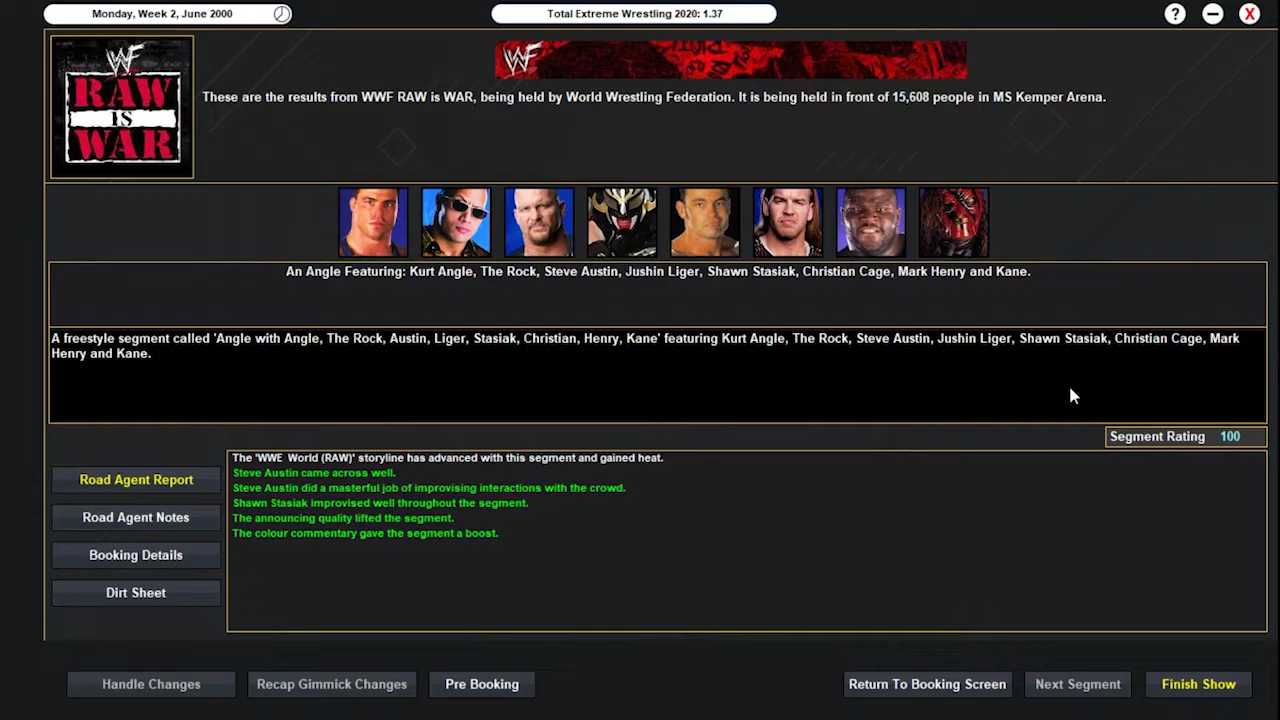 Monday, Week 2, June 2000
Total Extreme Wrestling 2020: 1.37
?
X
WF
RAW
IS
WAR
WF
These are the results from WWF RAW is WAR, being held by World Wrestling Federation. It is being held in front of 15,608 people in MS Kemper Arena.
An Angle Featuring: Kurt Angle, The Rock, Steve Austin, Jushin Liger, Shawn Stasiak, Christian Cage, Mark Henry and Kane.
A freestyle segment called 'Angle with Angle, The Rock, Austin, Liger, Stasiak, Christian, Henry, Kane' featuring Kurt Angle, The Rock, Steve Austin, Jushin Liger, Shawn Stasiak, Christian Cage, Mark
Henry and Kane.
Segment Rating 100
Road Agent Report
Road Agent Notes
Booking Details
Dirt Sheet
The 'WWE World (RAW)' storyline has advanced with this segment and gained heat.
Steve Austin came across well.
Steve Austin did a masterful job of improvising interactions with the crowd.
Shawn Stasiak improvised well throughout the segment.
The announcing quality lifted the segment.
The colour commentary gave the segment a boost.
Handle Changes
Recap Gimmick Changes
Pre Booking
Return To Booking Screen
Next Segment
Finish Show